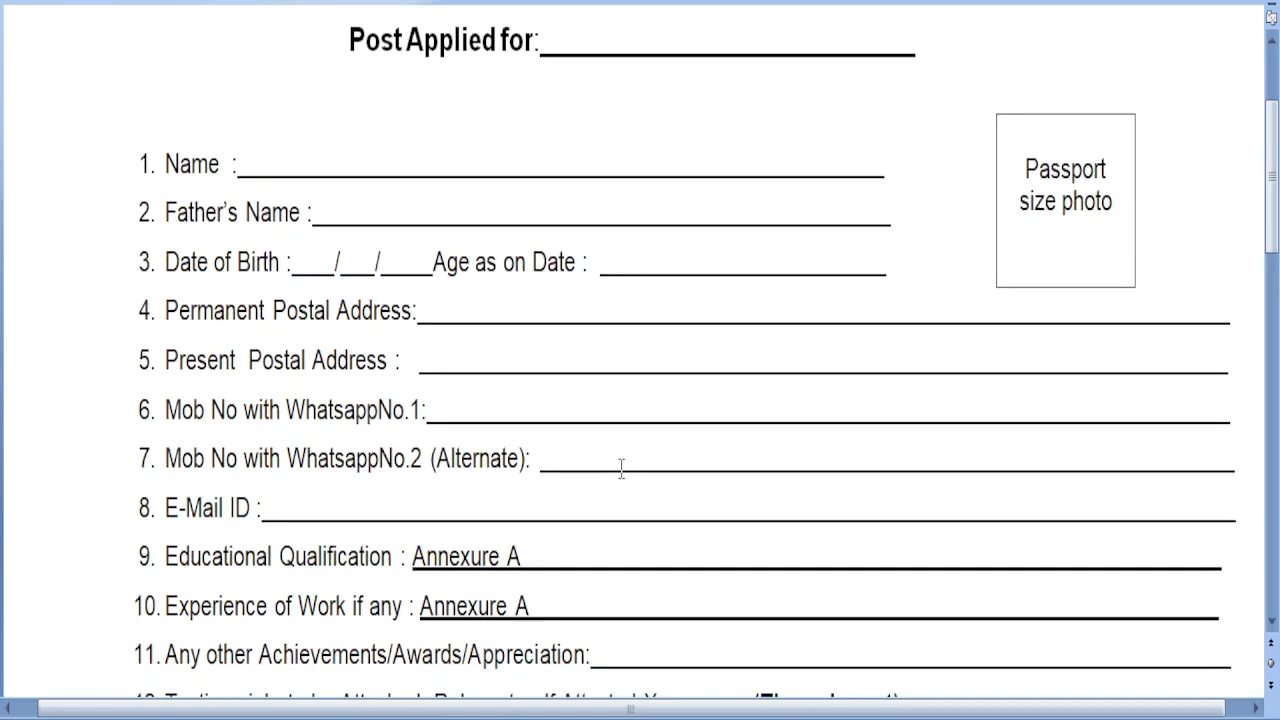 Post Applied for:
Passport
size photo
1. Name :
2. Father's Name :
3. Date of Birth :____/___/____Age as on Date :
4. Permanent Postal Address:
5. Present Postal Address :
6. Mob No with WhatsappNo.1:
7. Mob No with WhatsappNo.2 (Alternate):
8. E-Mail ID :
9. Educational Qualification : Annexure A
10. Experience of Work if any : Annexure A
11. Any other Achievements/Awards/Appreciation: